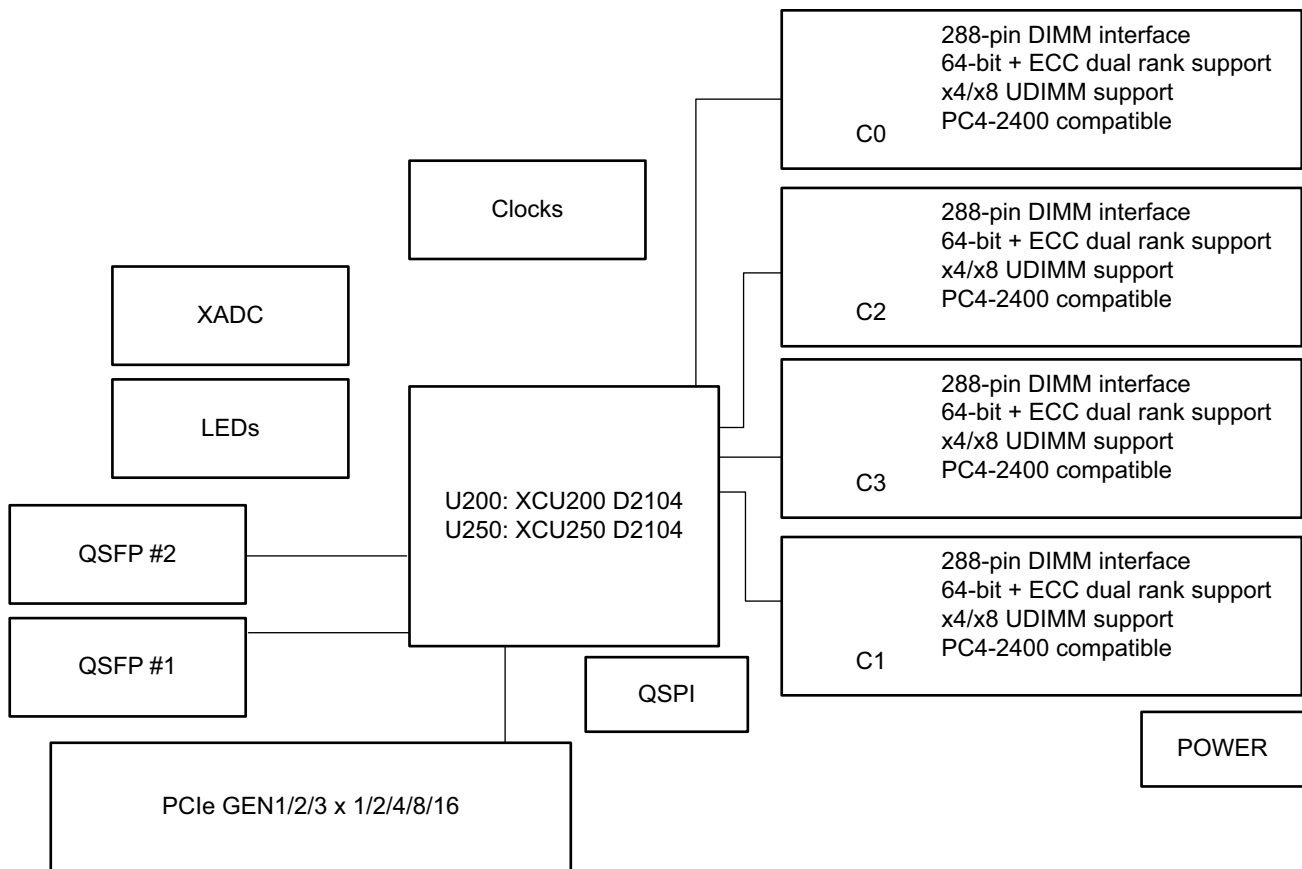 288-pin DIMM interface
64-bit + ECC dual rank support
x4/x8 UDIMM support
PC4-2400 compatible
C0
Clocks
288-pin DIMM interface
64-bit + ECC dual rank support
x4/x8 UDIMM support
PC4-2400 compatible
C2
XADC
LEDs
288-pin DIMM interface
64-bit + ECC dual rank support
x4/x8 UDIMM support
PC4-2400 compatible
C3
U200: XCU200 D2104
U250: XCU250 D2104
QSFP #2
288-pin DIMM interface
64-bit + ECC dual rank support
x4/x8 UDIMM support
PC4-2400 compatible
C1
QSFP #1
QSPI
POWER
PCIe GEN1/2/3 x 1/2/4/8/16